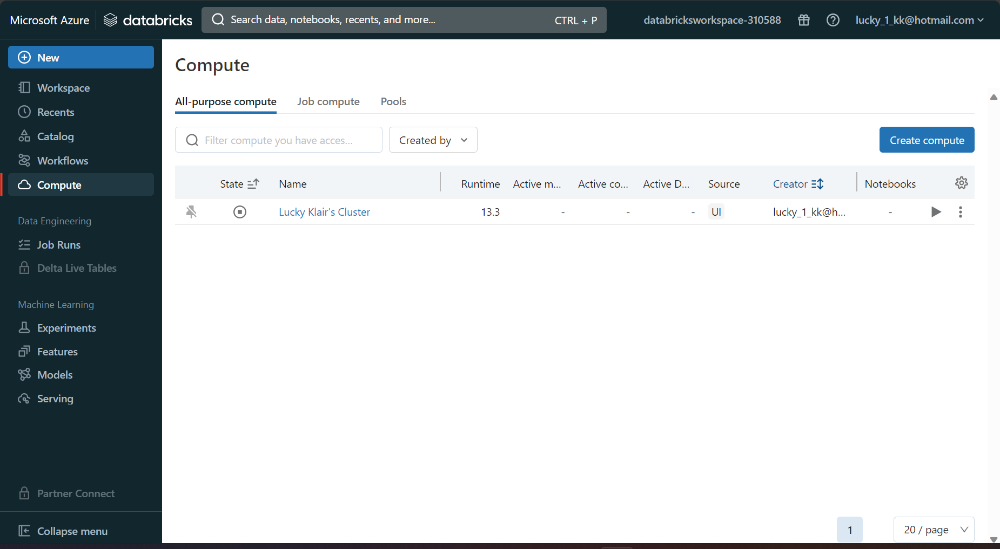 Microsoft Azure databricks Search data, notebooks, recents, and more... CTRL + P databricksworkspace-310588 lucky_1_kk@hotmail.com
New
Workspace
Recents
Catalog
Workflows
Compute
Data Engineering
Job Runs
Delta Live Tables
Machine Learning
Experiments
Features
Models
Serving
Partner Connect
Collapse menu
Compute
All-purpose compute Job compute Pools
Filter compute you have acces... Created by Create compute
State Name Runtime Active m... Active co... Active D... Source Creator Notebooks
Lucky Klair's Cluster 13.3 - - - UI lucky_1_kk@h... -
1 20 / page